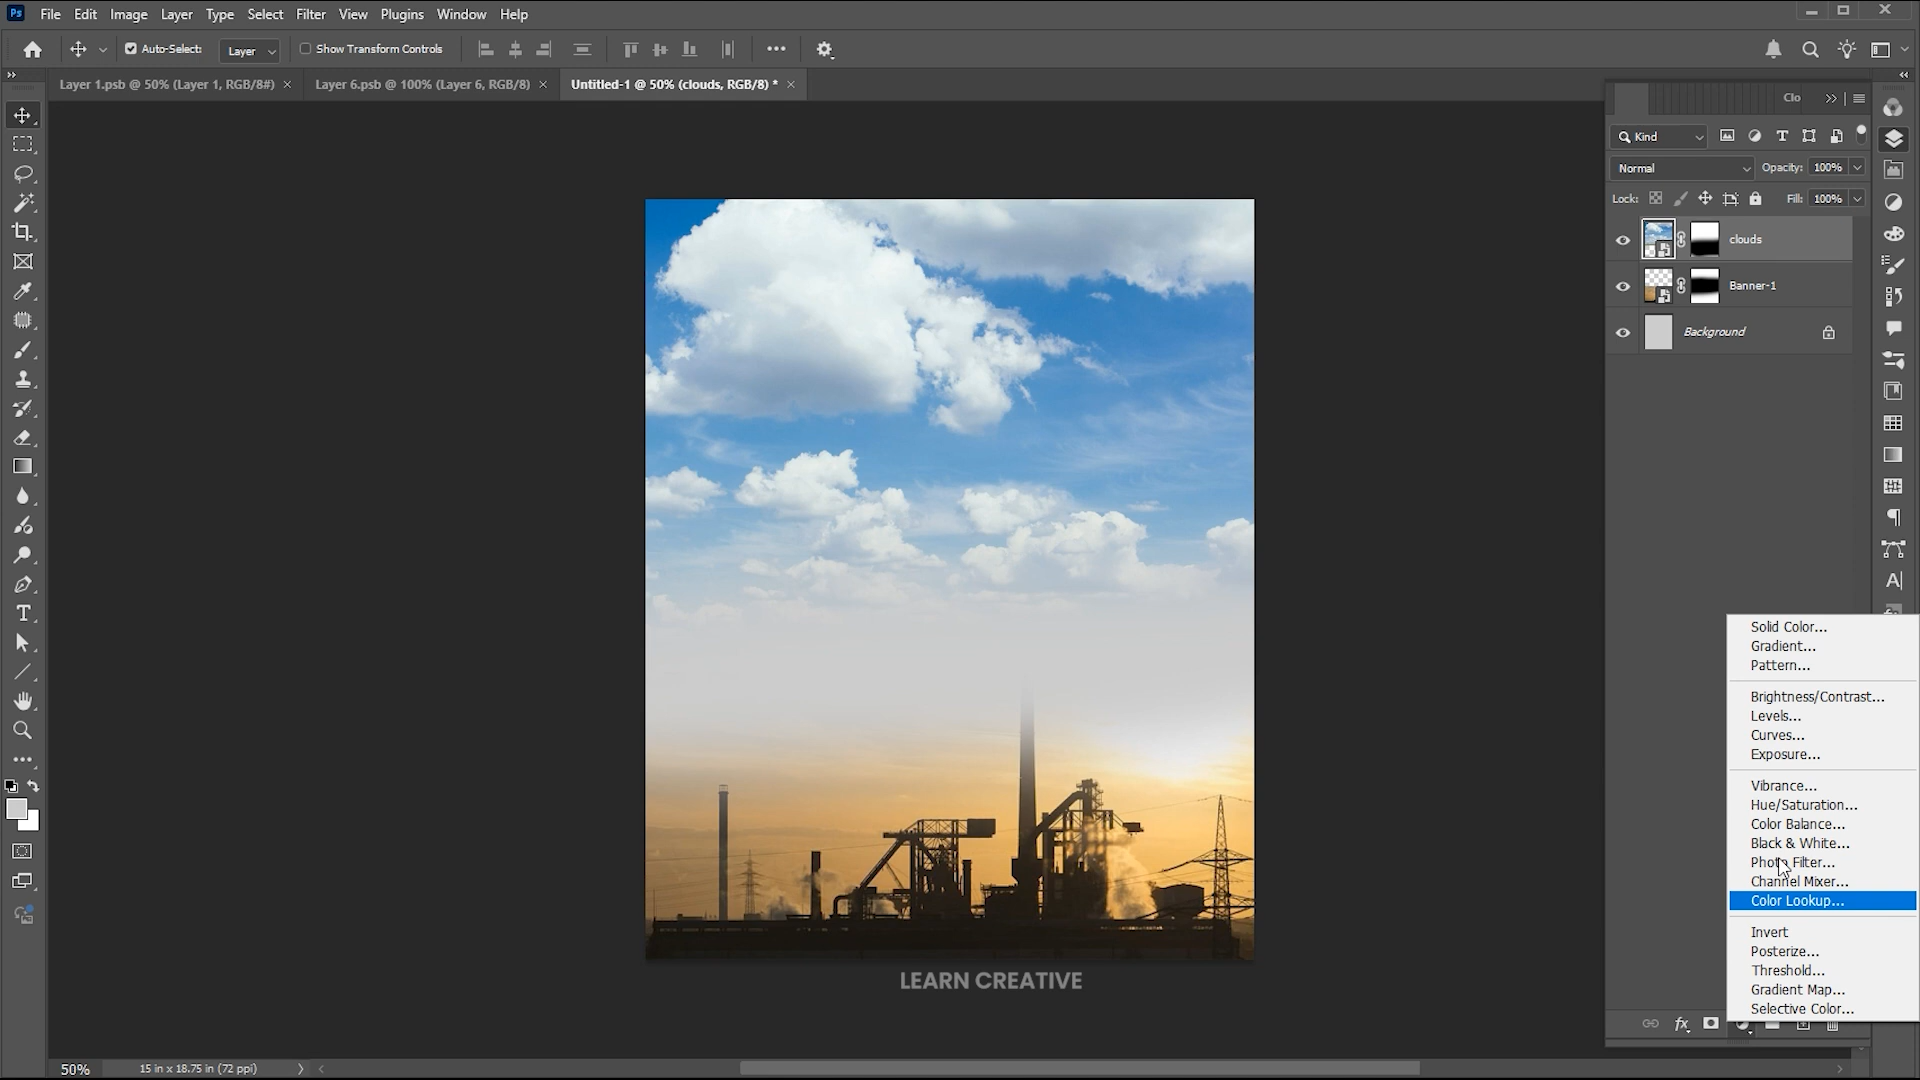 Ps File Edit Image Layer Type Select Filter View Plugins Window Help
Auto-Select: Layer Show Transform Controls
Layer 1.psb @ 50% (Layer 1, RGB/8#) Layer 6.psb @ 100% (Layer 6, RGB/8) Untitled-1 @ 50% (clouds, RGB/8) *
Clo
Kind
Normal Opacity: 100%
Lock: Fill: 100%
clouds
Banner-1
Background
Solid Color...
Gradient...
Pattern...
Brightness/Contrast...
Levels...
Curves...
Exposure...
Vibrance...
Hue/Saturation...
Color Balance...
Black & White...
Photo Filter...
Channel Mixer...
Color Lookup...
Invert
Posterize...
Threshold...
Gradient Map...
Selective Color...
LEARN CREATIVE
fx
50% 15 in x 18.75 in (72 ppi)